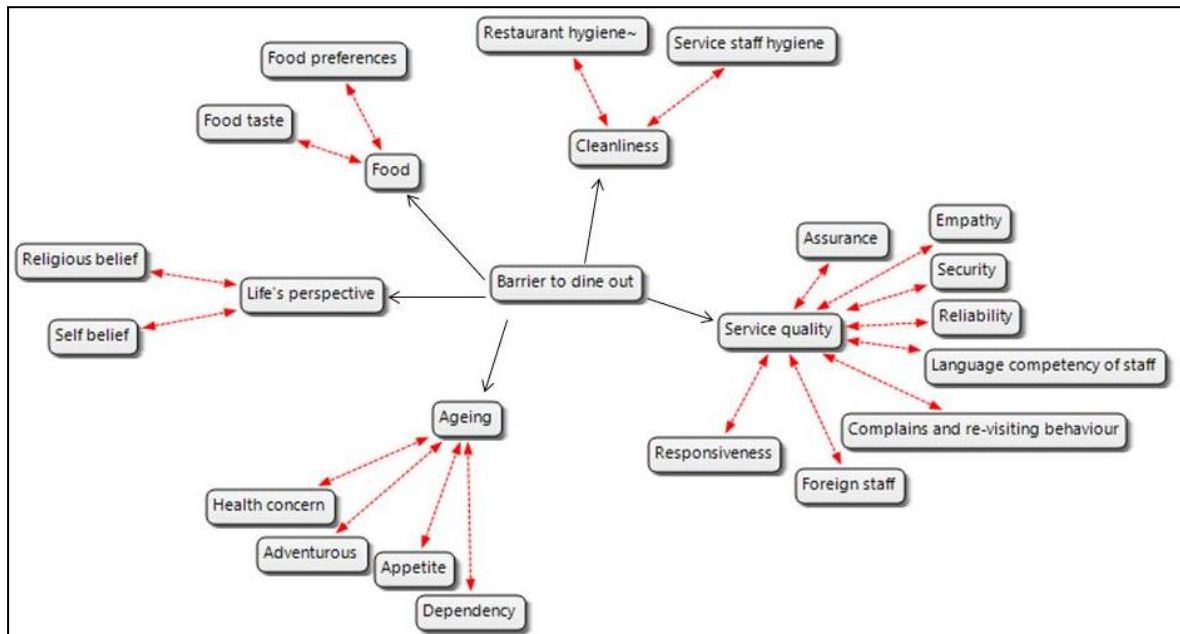 Restaurant hygiene~
Service staff hygiene
Food preferences
Food taste
Cleanliness
Food
Empathy
Assurance
Religious belief
Security
Barrier to dine out
Life's perspective
Reliability
Self belief
Service quality
Language competency of staff
Ageing
Complains and re-visiting behaviour
Responsiveness
Foreign staff
Health concern
Adventurous
Appetite
Dependency